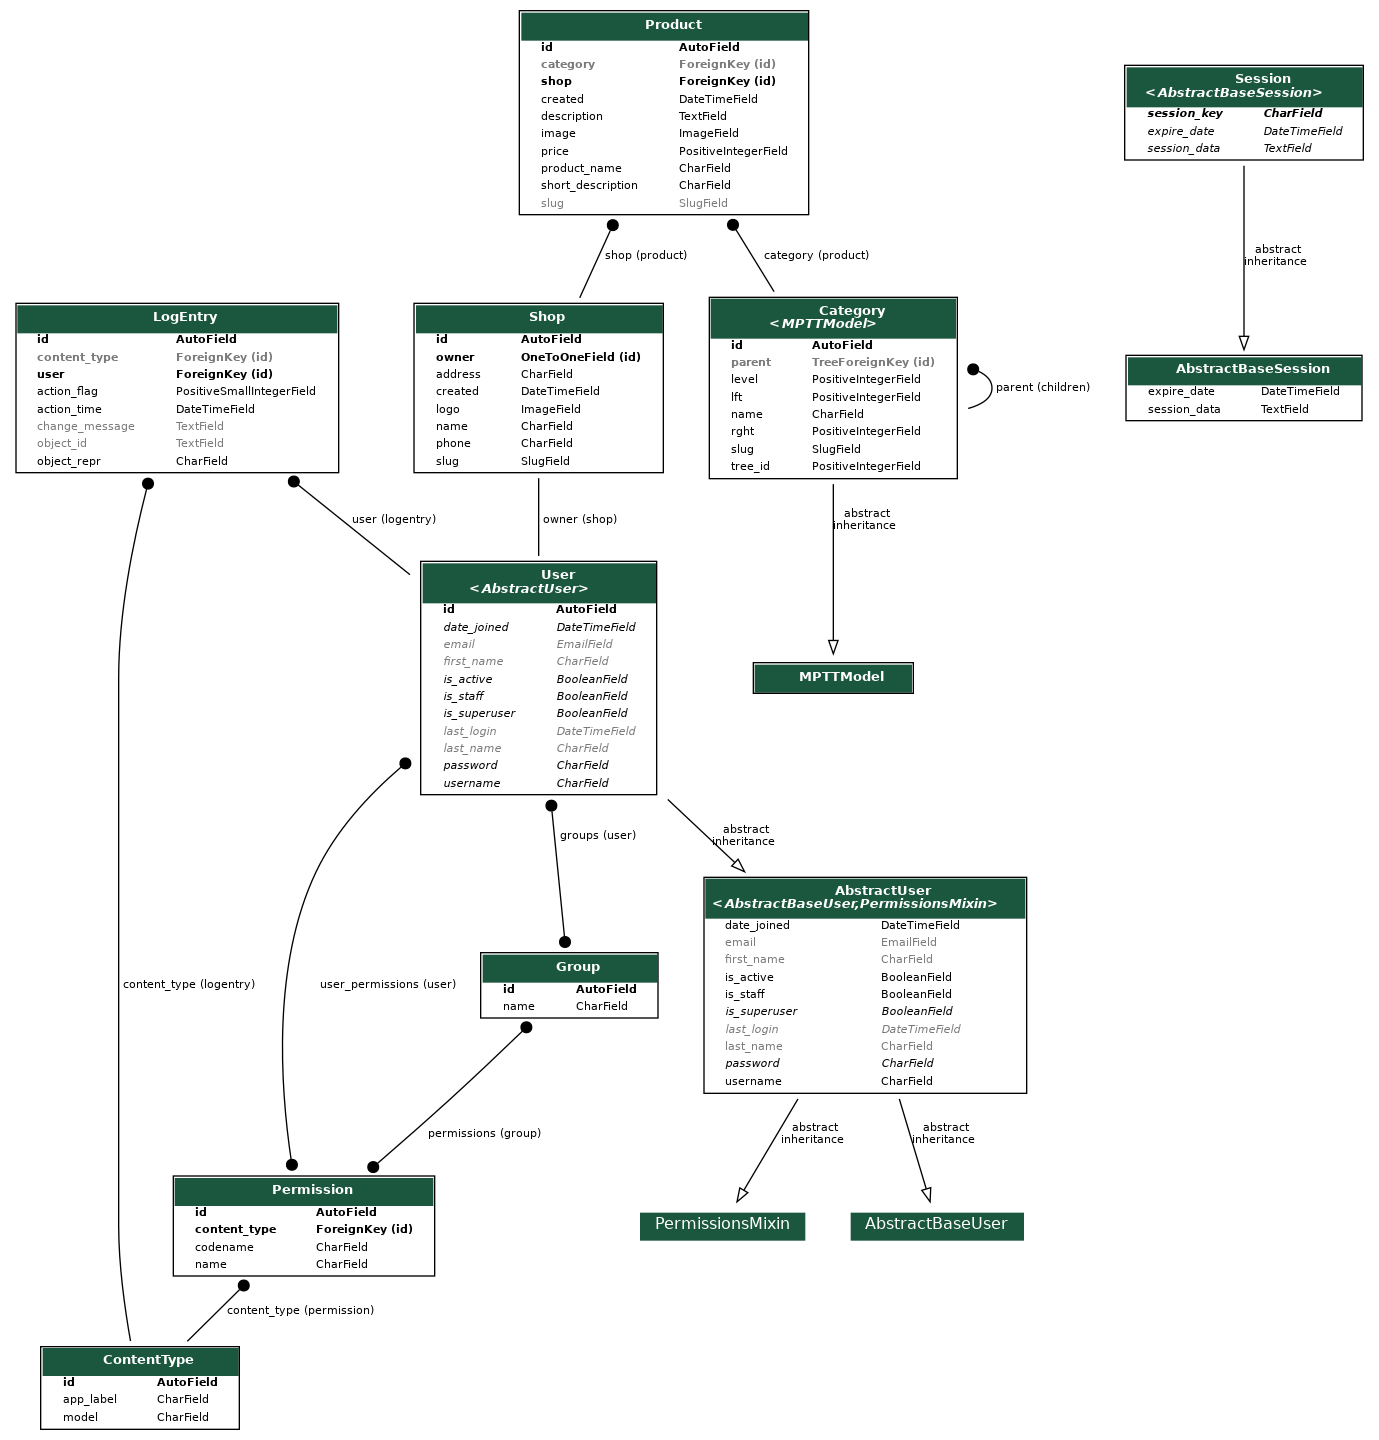 Product
id AutoField
category ForeignKey (id)
shop ForeignKey (id)
created DateTimeField
description TextField
image ImageField
price PositiveIntegerField
product_name CharField
short_description CharField
slug SlugField
Session
<AbstractBaseSession>
session_key CharField
expire_date DateTimeField
session_data TextField
shop (product)
category (product)
abstract
inheritance
LogEntry
id AutoField
content_type ForeignKey (id)
user ForeignKey (id)
action_flag PositiveSmallIntegerField
action_time DateTimeField
change_message TextField
object_id TextField
object_repr CharField
Shop
id AutoField
owner OneToOneField (id)
address CharField
created DateTimeField
logo ImageField
name CharField
phone CharField
slug SlugField
Category
<MPTTModel>
id AutoField
parent TreeForeignKey (id)
level PositiveIntegerField
lft PositiveIntegerField
name CharField
rght PositiveIntegerField
slug SlugField
tree_id PositiveIntegerField
parent (children)
AbstractBaseSession
expire_date DateTimeField
session_data TextField
user (logentry)
owner (shop)
abstract
inheritance
User
<AbstractUser>
id AutoField
date_joined DateTimeField
email EmailField
first_name CharField
is_active BooleanField
is_staff BooleanField
is_superuser BooleanField
last_login DateTimeField
last_name CharField
password CharField
username CharField
MPTTModel
groups (user)
abstract
inheritance
AbstractUser
<AbstractBaseUser,PermissionsMixin>
date_joined DateTimeField
email EmailField
first_name CharField
is_active BooleanField
is_staff BooleanField
is_superuser BooleanField
last_login DateTimeField
last_name CharField
password CharField
username CharField
Group
id AutoField
name CharField
content_type (logentry)
user_permissions (user)
permissions (group)
abstract
inheritance
abstract
inheritance
Permission
id AutoField
content_type ForeignKey (id)
codename CharField
name CharField
PermissionsMixin
AbstractBaseUser
content_type (permission)
ContentType
id AutoField
app_label CharField
model CharField